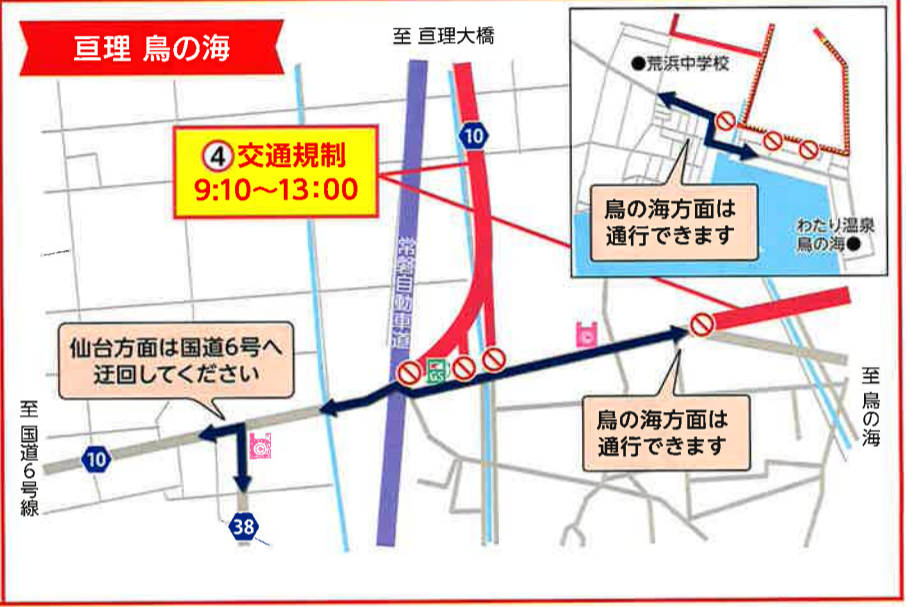 亘理 鳥の海
至 亘理大橋
荒浜中学校
10
④交通規制
9:10〜13:00
鳥の海方面は
通行できます
わたり温泉
鳥の海
常磐自動車道
仙台方面は国道6号へ
迂回してください
GS
至 鳥の海
鳥の海方面は
通行できます
至 国道6号線
10
38